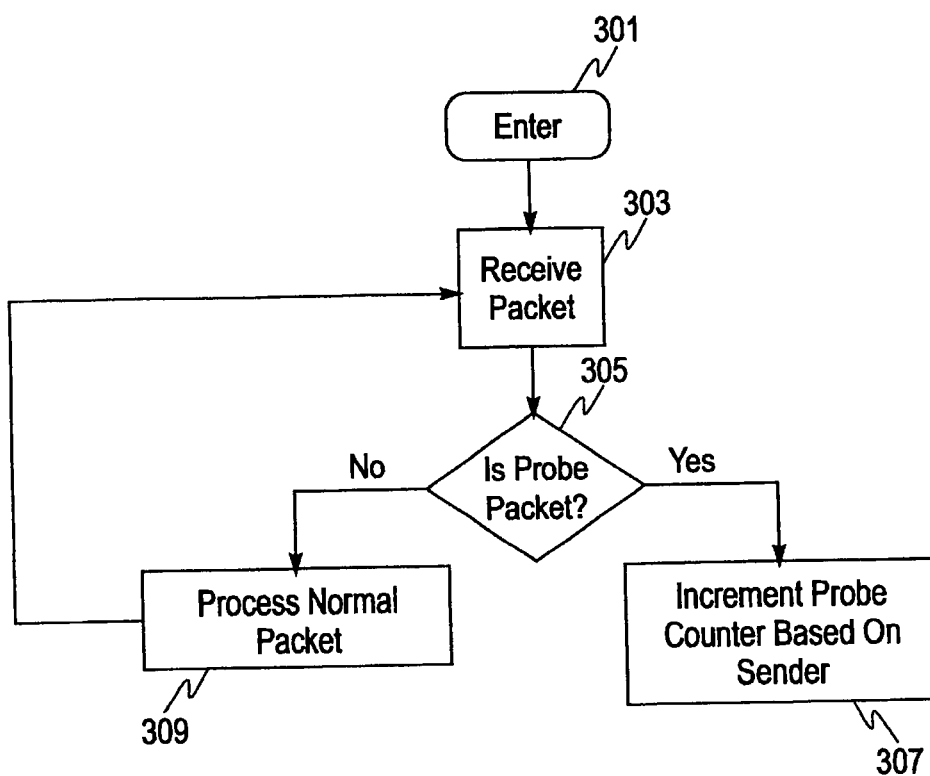 301
Enter
303
Receive
Packet
305
No
Is Probe
Packet?
Yes
Process Normal
Packet
309
Increment Probe
Counter Based On
Sender
307